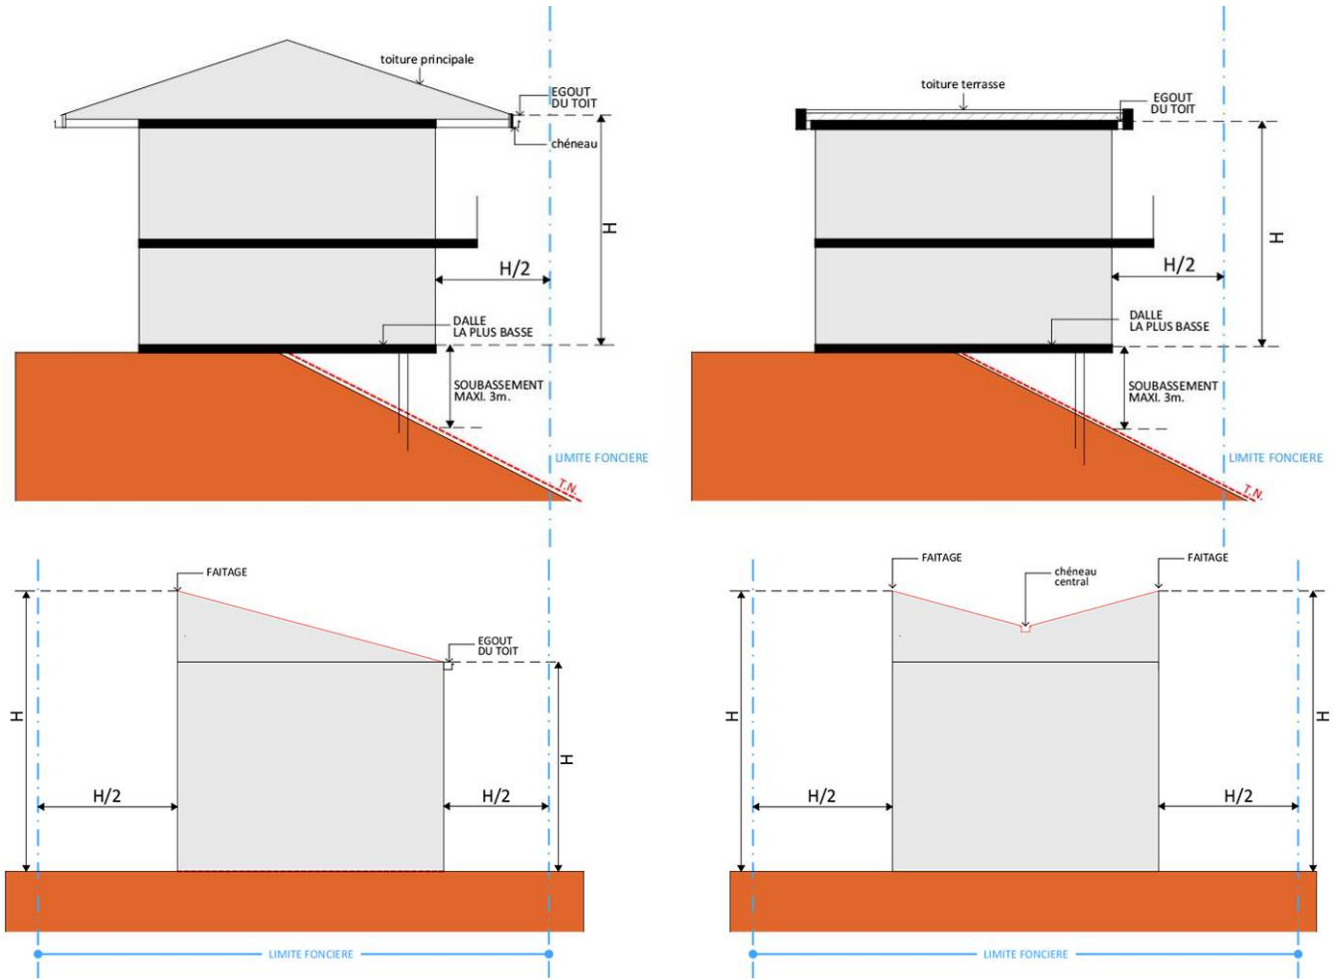 toiture principale
EGOUT
DU TOIT
chéneau
H
H/2
DALLE
LA PLUS BASSE
SOUBASSEMENT
MAXI. 3m.
LIMITE FONCIERE
T.N.
toiture terrasse
EGOUT
DU TOIT
H
H/2
DALLE
LA PLUS BASSE
SOUBASSEMENT
MAXI. 3m.
LIMITE FONCIERE
T.N.
FAITAGE
EGOUT
DU TOIT
H
H
H/2
H/2
LIMITE FONCIERE
FAITAGE
chéneau
central
FAITAGE
H
H
H/2
H/2
LIMITE FONCIERE